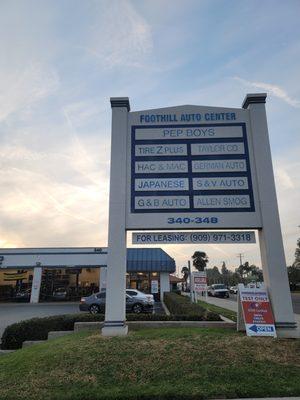 FOOTHILL AUTO CENTER
PEP BOYS
TIRE Z PLUS
TAYLOR CO
HAC & MAC
GERMAN AUTO
JAPANESE
S & V AUTO
G & B AUTO
ALLEN SMOG
340-348
FOR LEASING: (909) 971-3318
TEST ONLY
OPEN